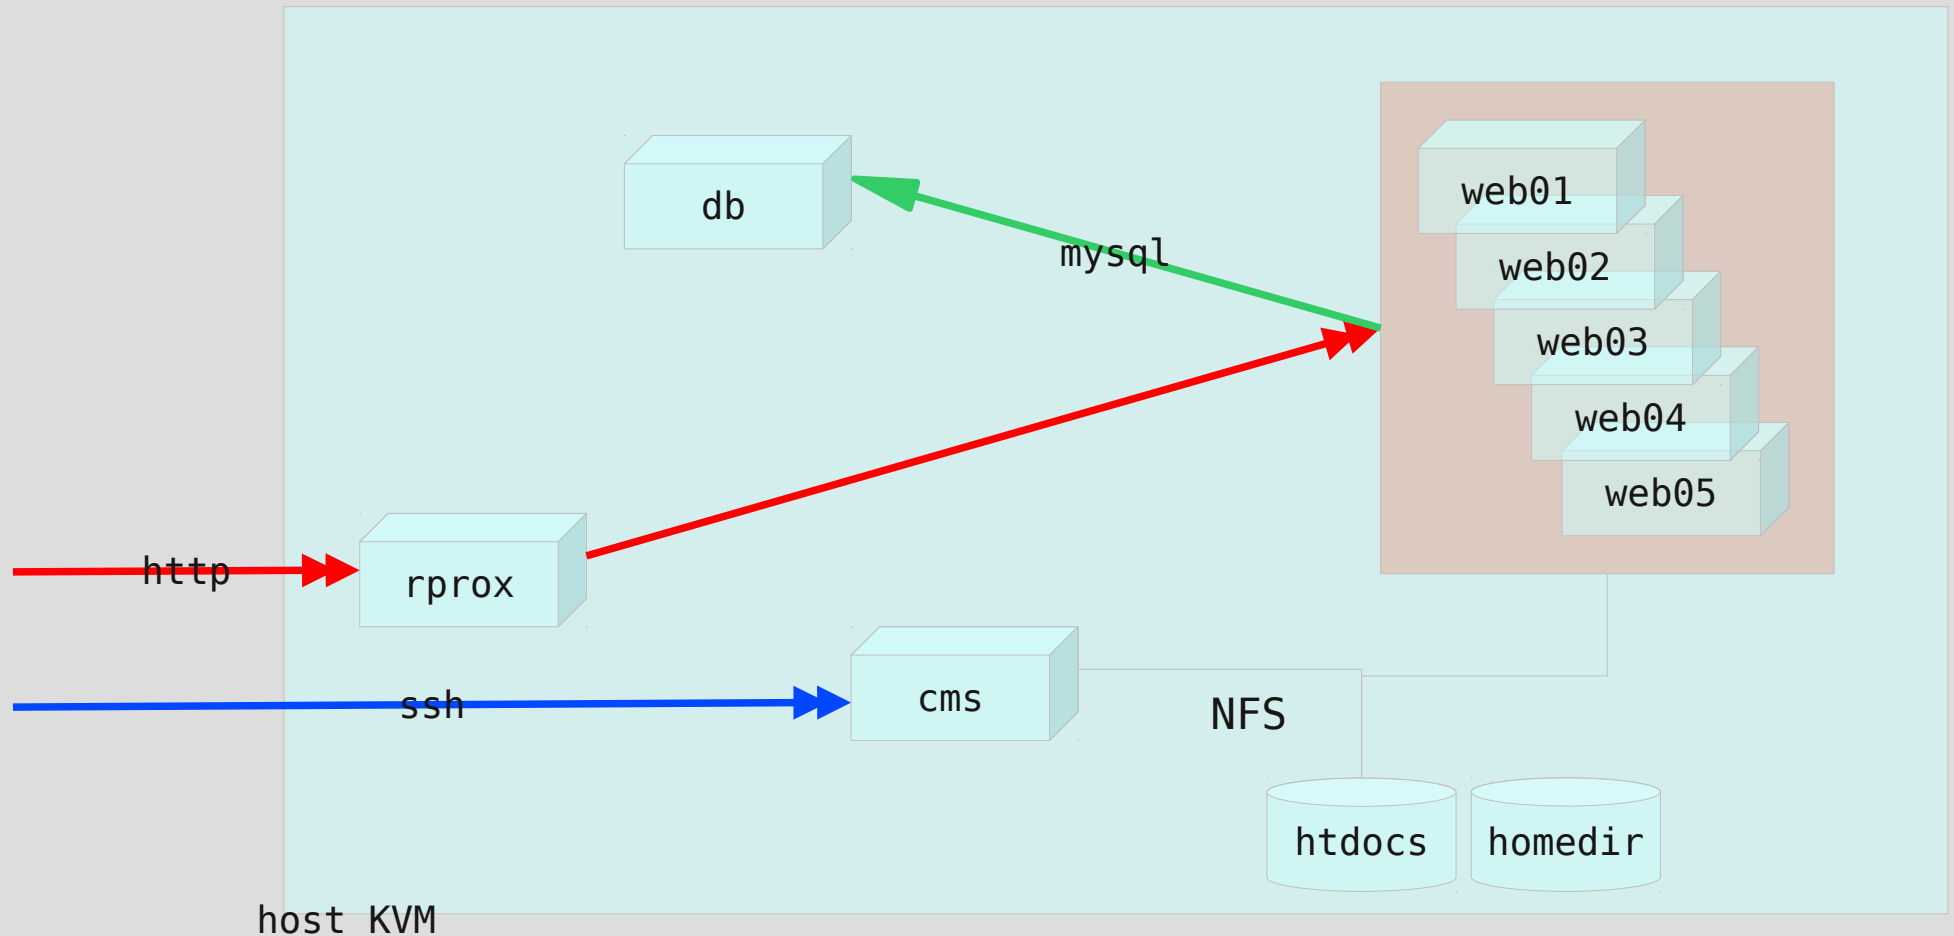 db
mysql
web01
web02
web03
web04
web05
http
rprox
ssh
cms
NFS
htdocs
homedir
host KVM